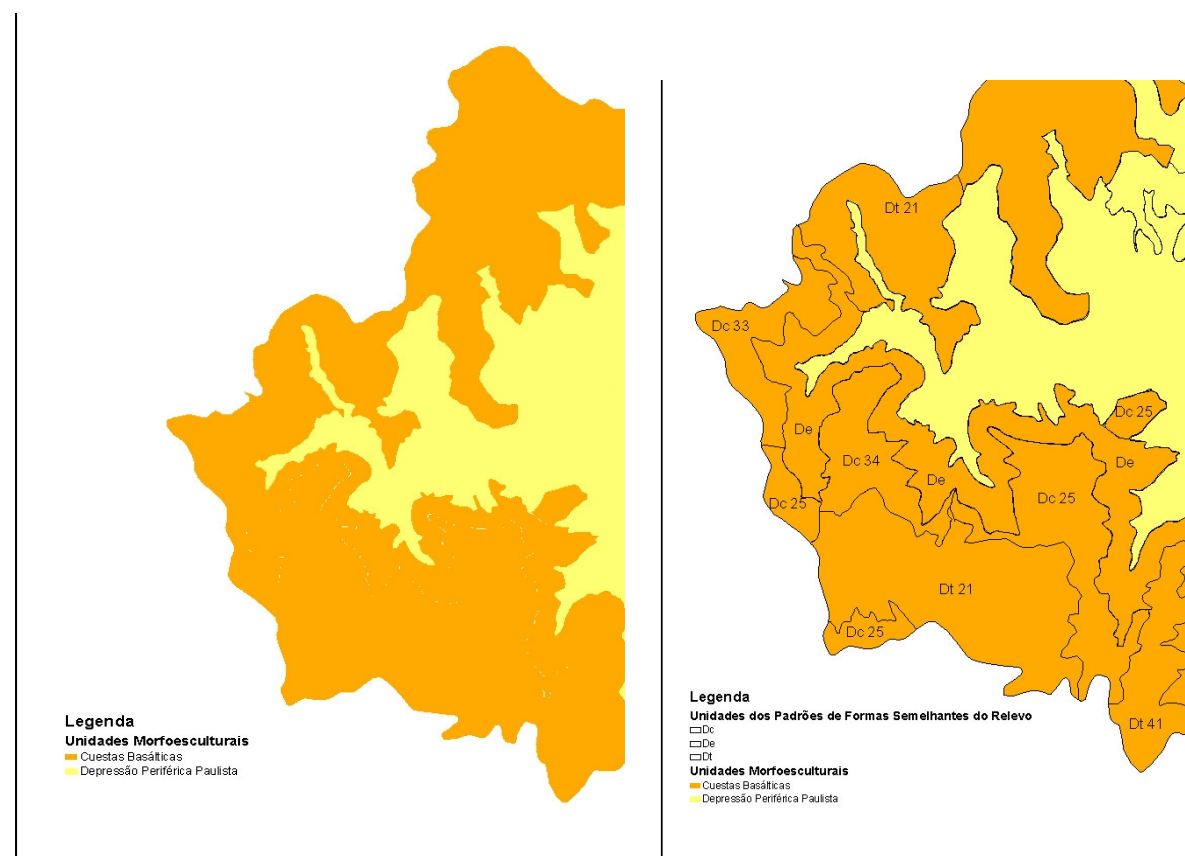 Legenda
Unidades Morfoesculturais
Cuestas Basálticas
Depressão Periférica Paulista
Dt 21
Dc 33
Dc 25
De
De
Dc 34
De
Dc 25
Dc 25
Dt 21
Dc 25
Dt 41
Legenda
Unidades dos Padrões de Formas Semelhantes do Relevo
Dc
De
Dt
Unidades Morfoesculturais
Cuestas Basálticas
Depressão Periférica Paulista